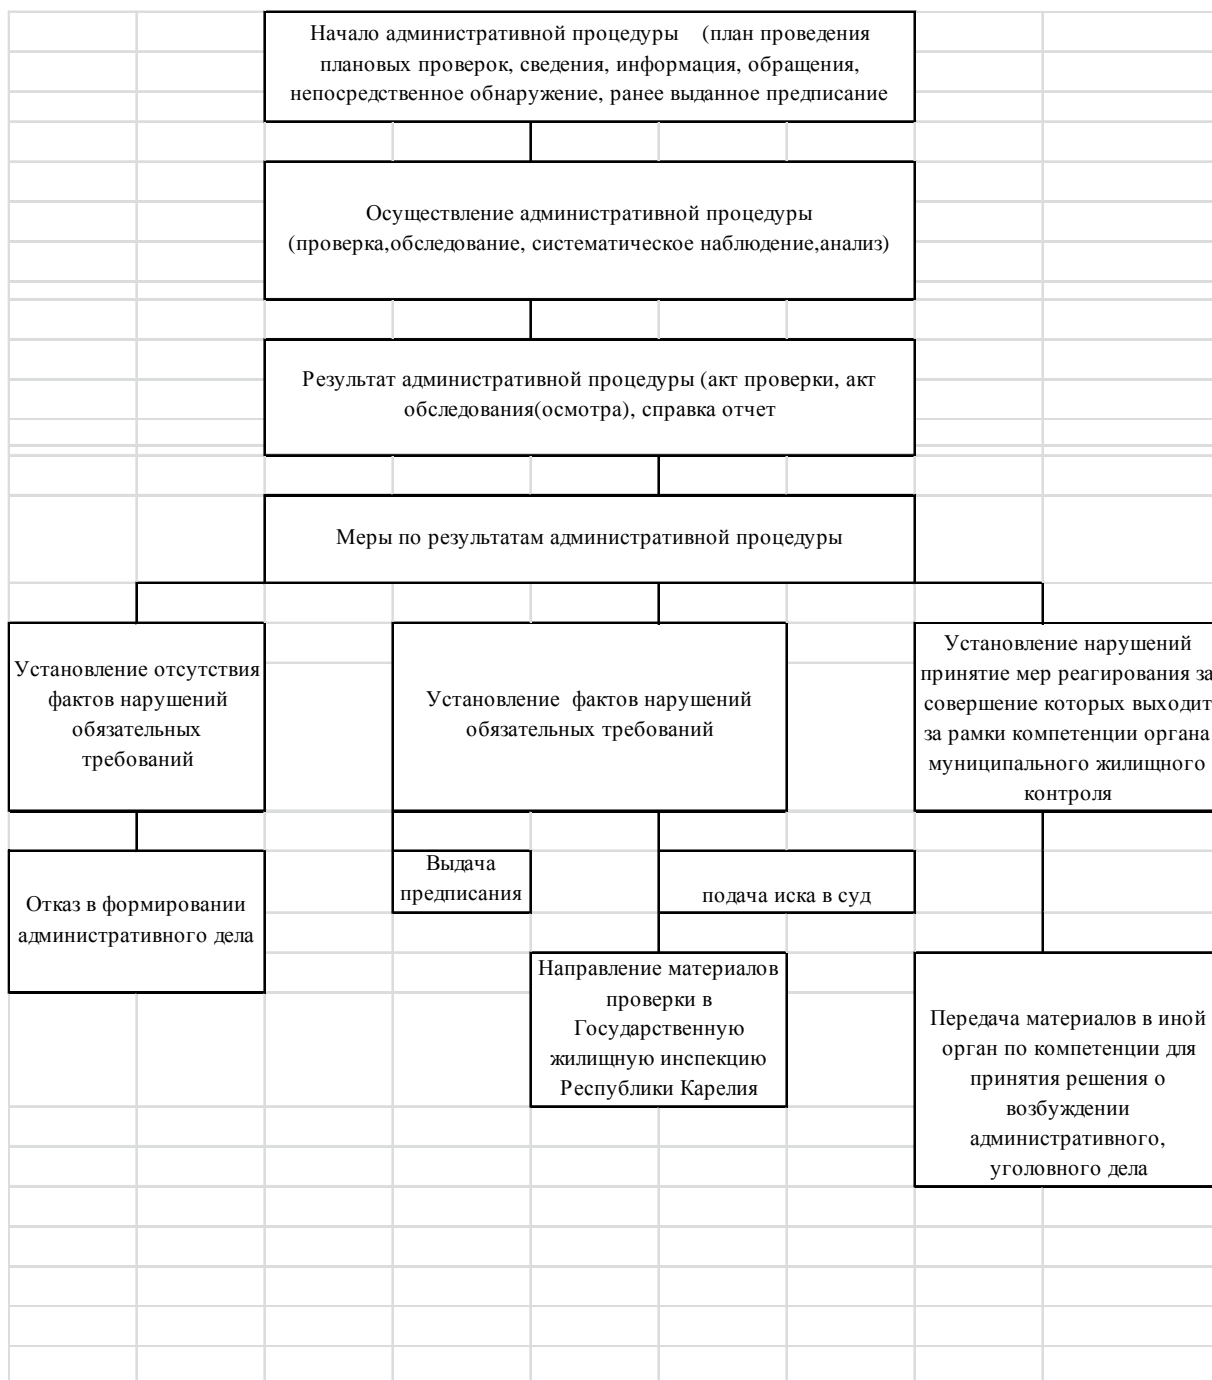 Начало административной процедуры (план проведения
плановых проверок, сведения, информация, обращения,
непосредственное обнаружение, ранее выданное предписание
Осуществление административной процедуры
(проверка,обследование, систематическое наблюдение,анализ)
Результат административной процедуры (акт проверки, акт
обследования(осмотра), справка отчет
Меры по результатам административной процедуры
Установление отсутствия
фактов нарушений
обязательных
требований
Установление фактов нарушений
обязательных требований
Установление нарушений
принятие мер реагирования за
совершение которых выходит
за рамки компетенции органа
муниципального жилищного
контроля
Отказ в формировании
административного дела
Выдача
предписания
подача иска в суд
Направление материалов
проверки в
Государственную
жилищную инспекцию
Республики Карелия
Передача материалов в иной
орган по компетенции для
принятия решения о
возбуждении
административного,
уголовного дела